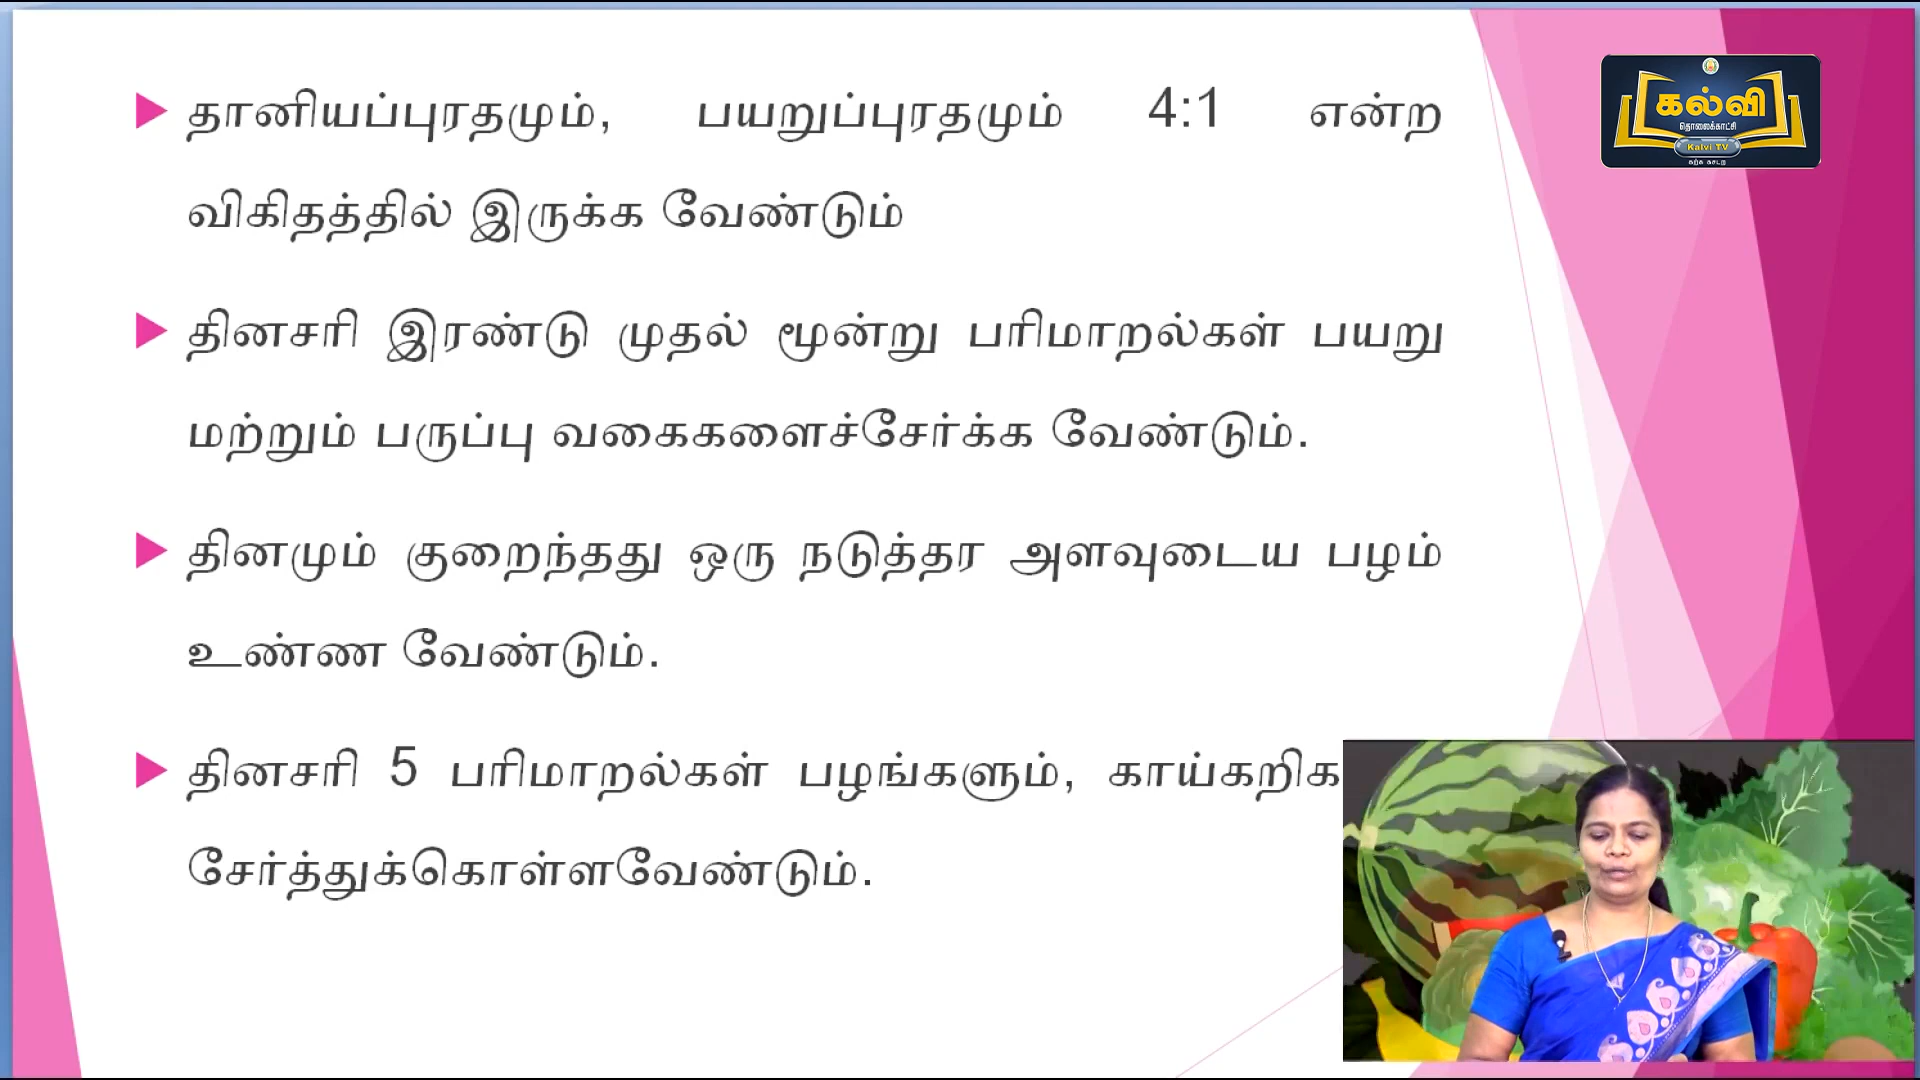 தானியப்புரதமும், பயறுப்புரதமும் 4:1 என்ற
விகிதத்தில் இருக்க வேண்டும்
தினசரி இரண்டு முதல் மூன்று பரிமாறல்கள் பயறு
மற்றும் பருப்பு வகைகளைச்சேர்க்க வேண்டும்.
தினமும் குறைந்தது ஒரு நடுத்தர அளவுடைய பழம்
உண்ண வேண்டும்.
தினசரி 5 பரிமாறல்கள் பழங்களும், காய்கறிக
சேர்த்துக்கொள்ளவேண்டும்.
கல்வி
தொலைக்காட்சி
Kalvi TV
கற்க கசடற